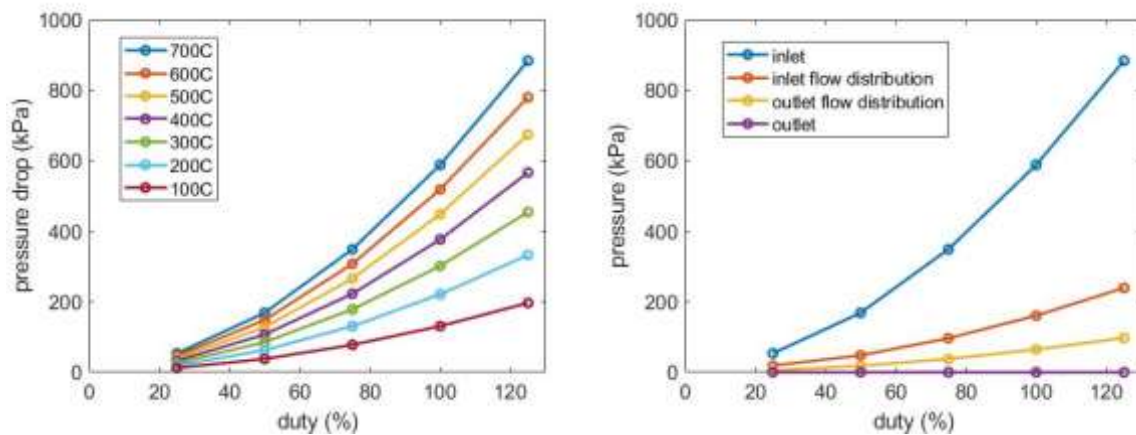 pressure drop (kPa)
1000
800
600
400
200
0
700C
600C
500C
400C
300C
200C
100C
0 20 40 60 80 100 120
duty (%)
pressure (kPa)
1000
800
600
400
200
0
inlet
inlet flow distribution
outlet flow distribution
outlet
0 20 40 60 80 100 120
duty (%)